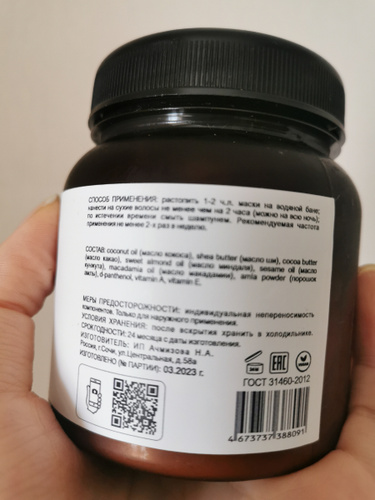 СПОСОБ ПРИМЕНЕНИЯ: растопить 1-2 ч.л. маски на водяной бане;
нанести на сухие волосы не менее чем на 2 часа (можно на всю ночь);
по истечении времени смыть шампунем. Рекомендуемая частота
применения не менее 2-х раз в неделю.
СОСТАВ: coconut oil (масло кокоса), shea butter (масло ши), cocoa butter
(масло какао), sweet almond oil (масло миндаля), sesame oil (масло
кунжута), macadamia oil (масло макадамии), amla powder (порошок
амлы), d-panthenol, vitamin A, vitamin E.
МЕРЫ ПРЕДОСТОРОЖНОСТИ: индивидуальная непереносимость
компонентов. Только для наружного применения.
УСЛОВИЯ ХРАНЕНИЯ: после вскрытия хранить в холодильнике.
СРОК ГОДНОСТИ: 24 месяца с даты изготовления.
ИЗГОТОВИТЕЛЬ: ИП Ачмизова Н.А.
Россия, г.Сочи, ул.Центральная, д.58а
ИЗГОТОВЛЕНО (№ ПАРТИИ): 03.2023 г.
EAC
ГОСТ 31460-2012
4 673737 388091